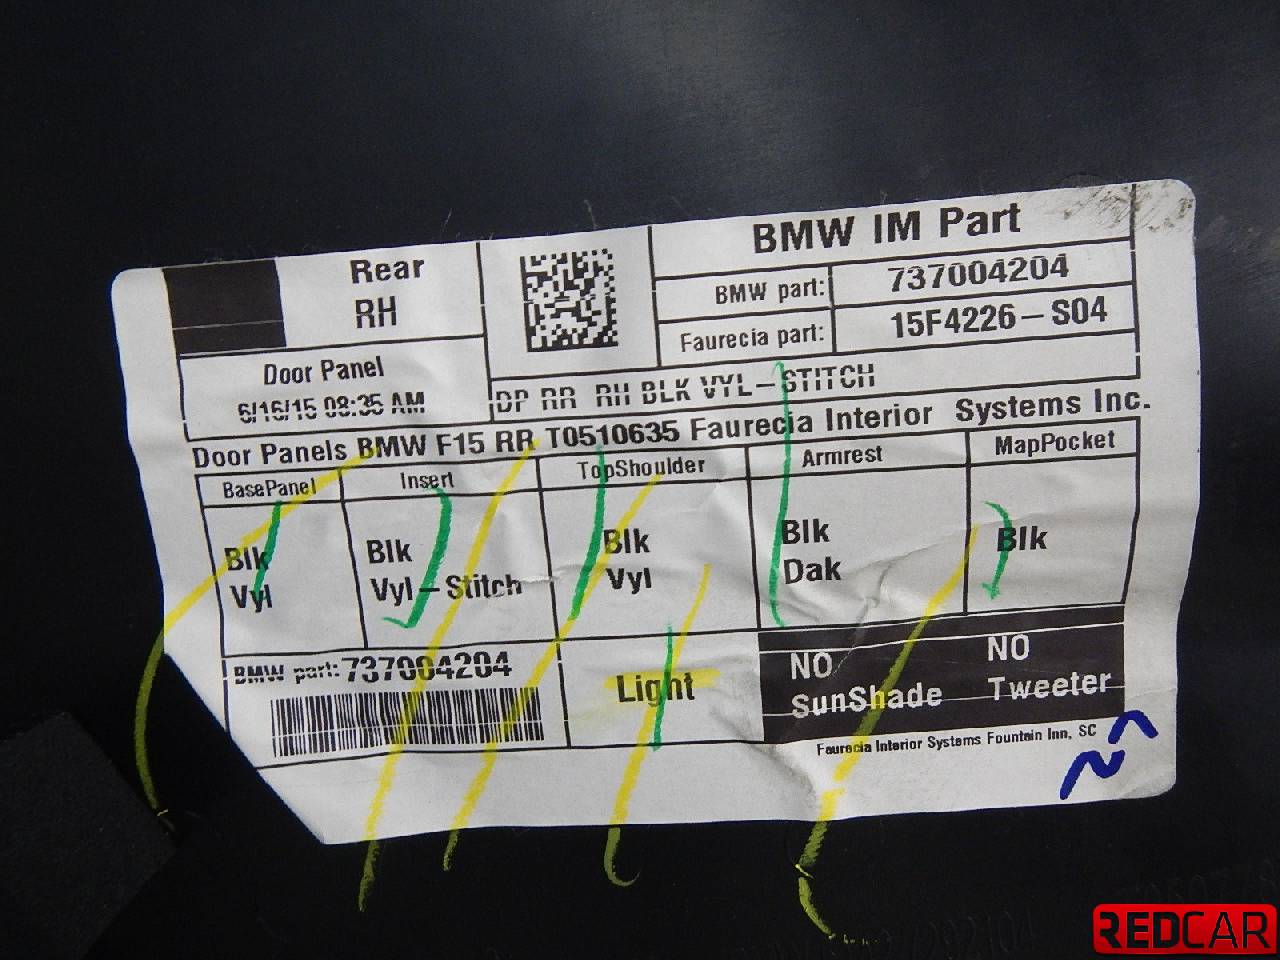 Rear
RH
BMW IM Part
BMW part: 737004204
Faurecia part: 15F4226-S04
Door Panel
6/16/15 08:35 AM
DP RR RH BLK VYL-STITCH
Door Panels BMW F15 RR T0510635 Faurecia Interior Systems Inc.
BasePanel Insert TopShoulder Armrest MapPocket
Blk Blk Blk Blk Blk
Vyl Vyl-Stitch Vyl Dak
BMW part: 737004204
Light
NO NO
SunShade Tweeter
Faurecia Interior Systems Fountain Inn, SC
REDCAR